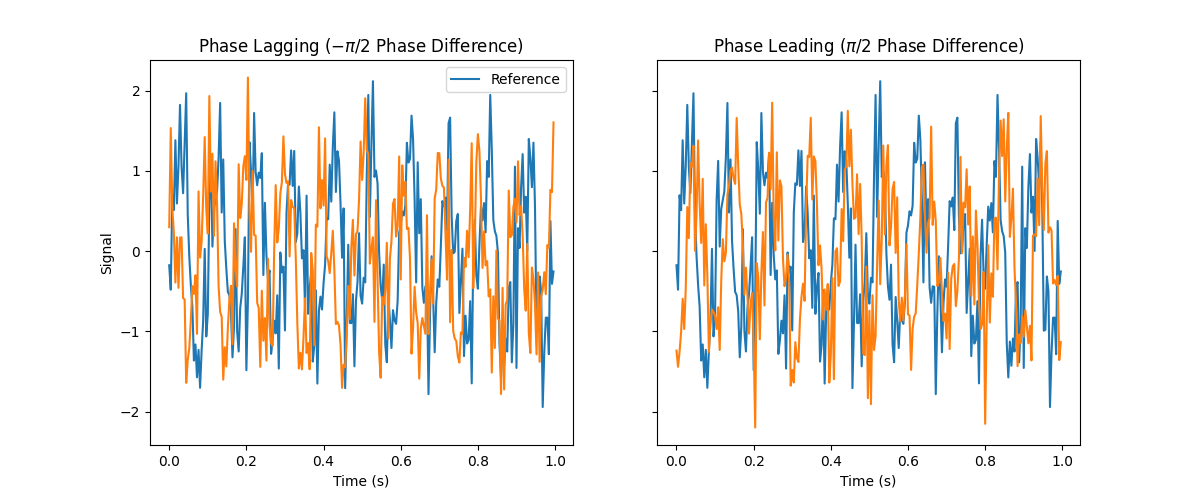 Phase Lagging (−π/2 Phase Difference)
Reference
Signal
2
1
0
−1
−2
0.0 0.2 0.4 0.6 0.8 1.0
Time (s)
Phase Leading (π/2 Phase Difference)
0.0 0.2 0.4 0.6 0.8 1.0
Time (s)